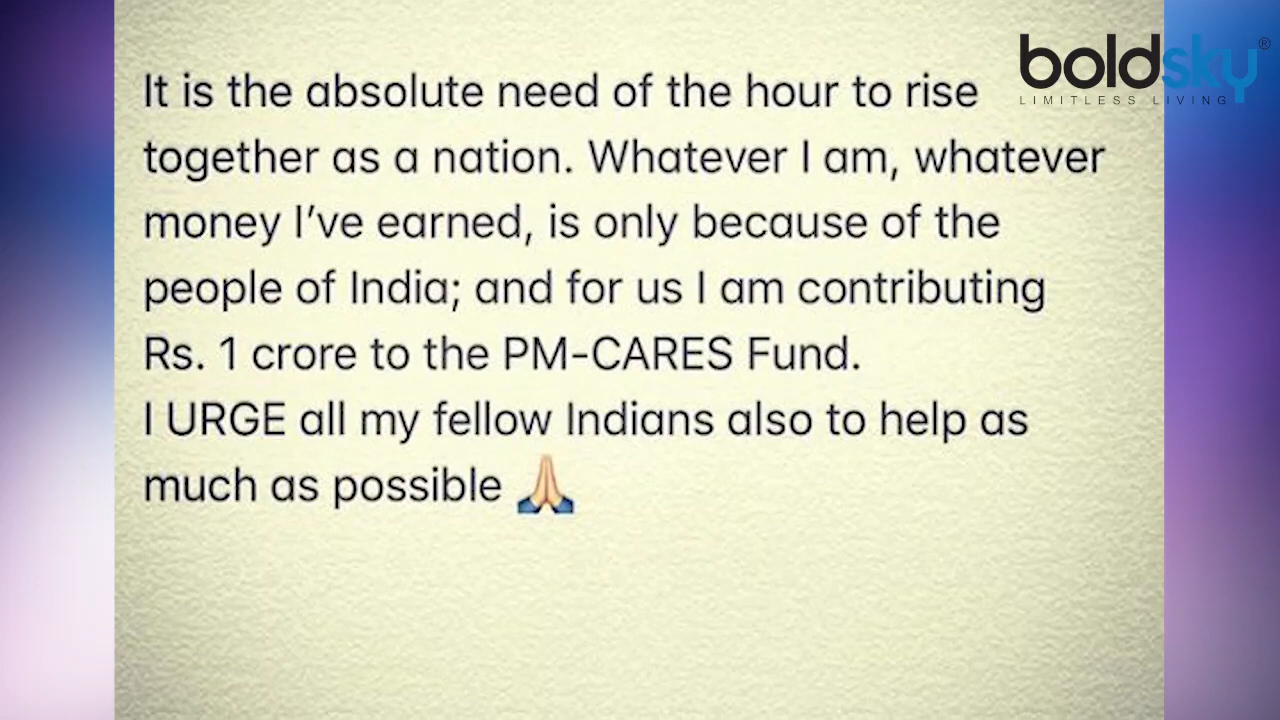 boldsky®
LIMITLESS LIVING
It is the absolute need of the hour to rise
together as a nation. Whatever I am, whatever
money I’ve earned, is only because of the
people of India; and for us I am contributing
Rs. 1 crore to the PM-CARES Fund.
I URGE all my fellow Indians also to help as
much as possible 🙏🏼